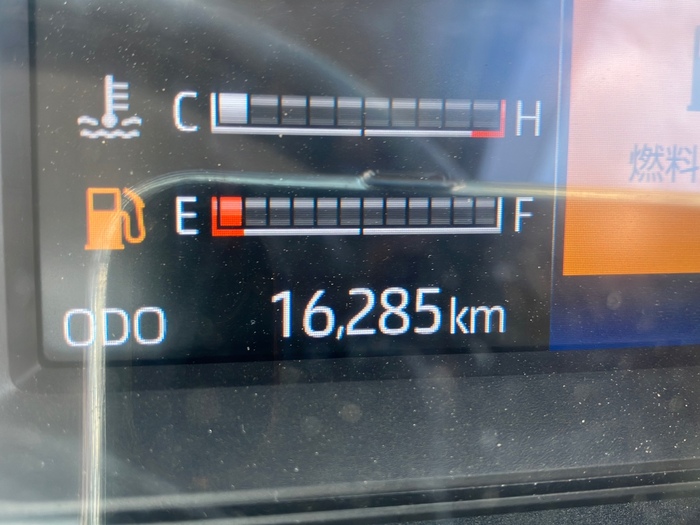 C H
燃料
E F
ODO 16,285km